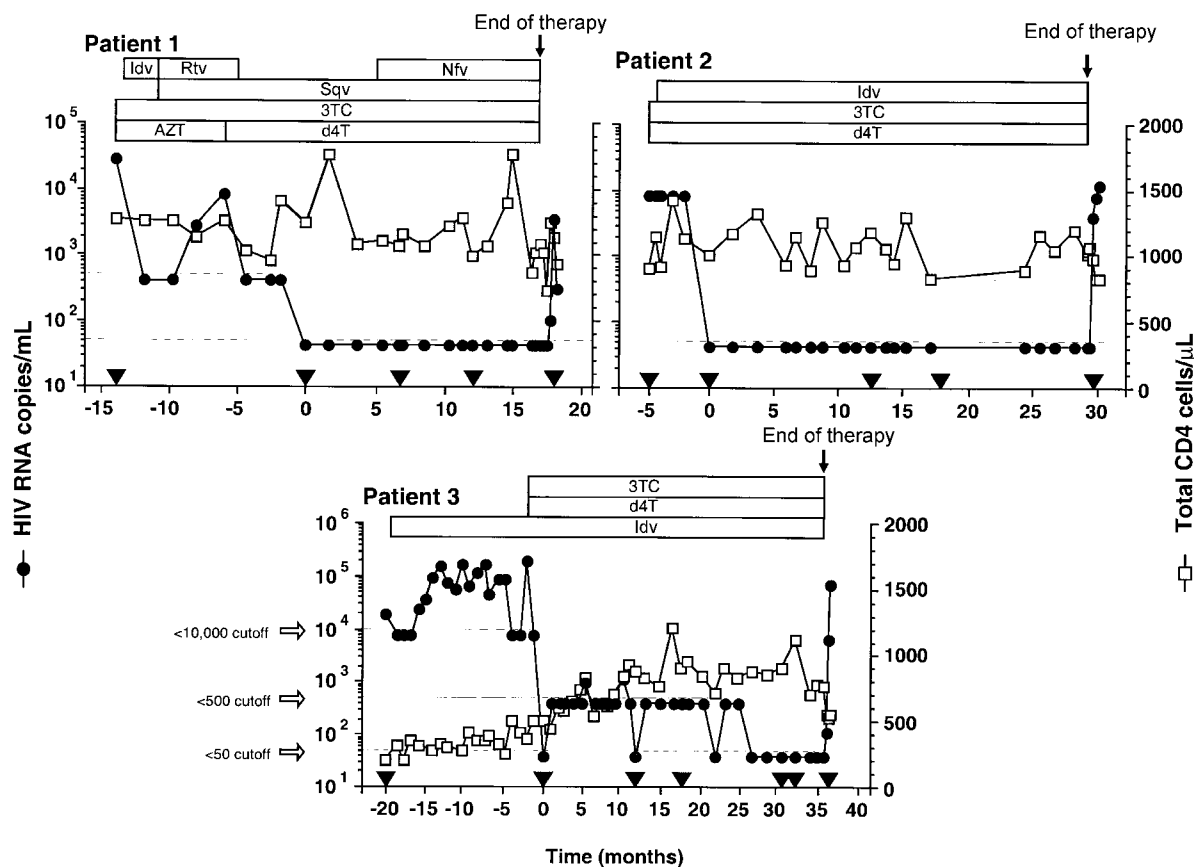 End of therapy
Patient 1
Idv Rtv Nfv
Sqv
3TC
AZT d4T
10^5
10^4
10^3
10^2
10^1
2000
1500
1000
500
0
-15 -10 -5 0 5 10 15 20
End of therapy
Patient 2
Idv
3TC
d4T
-5 0 5 10 15 20 25 30
End of therapy
Patient 3
3TC
d4T
Idv
10^6
10^5
10^4
10^3
10^2
10^1
<10,000 cutoff
<500 cutoff
<50 cutoff
2000
1500
1000
500
0
-20 -15 -10 -5 0 5 10 15 20 25 30 35 40
Time (months)
HIV RNA copies/mL
Total CD4 cells/µL